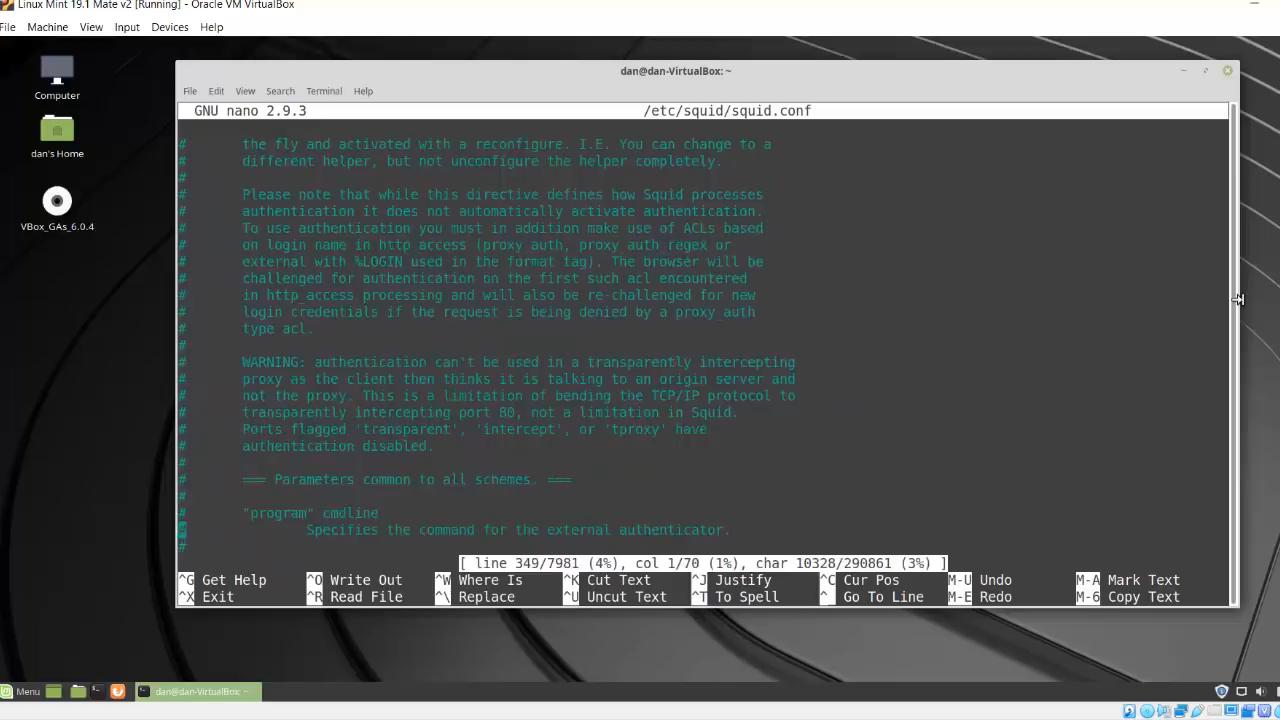 Linux Mint 19.1 Mate v2 [Running] - Oracle VM VirtualBox
File Machine View Input Devices Help
Computer
dan's Home
VBox_GAs_6.0.4
dan@dan-VirtualBox: ~
File Edit View Search Terminal Help
GNU nano 2.9.3 /etc/squid/squid.conf
# the fly and activated with a reconfigure. I.E. You can change to a
# different helper, but not unconfigure the helper completely.
#
# Please note that while this directive defines how Squid processes
# authentication it does not automatically activate authentication.
# To use authentication you must in addition make use of ACLs based
# on login name in http_access (proxy_auth, proxy_auth_regex or
# external with %LOGIN used in the format tag). The browser will be
# challenged for authentication on the first such acl encountered
# in http_access processing and will also be re-challenged for new
# login credentials if the request is being denied by a proxy_auth
# type acl.
#
# WARNING: authentication can't be used in a transparently intercepting
# proxy as the client then thinks it is talking to an origin server and
# not the proxy. This is a limitation of bending the TCP/IP protocol to
# transparently intercepting port 80, not a limitation in Squid.
# Ports flagged 'transparent', 'intercept', or 'tproxy' have
# authentication disabled.
#
# === Parameters common to all schemes. ===
#
# "program" cmdline
# Specifies the command for the external authenticator.
#
[ line 349/7981 (4%), col 1/70 (1%), char 10328/290861 (3%) ]
^G Get Help ^O Write Out ^W Where Is ^K Cut Text ^J Justify ^C Cur Pos M-U Undo M-A Mark Text
^X Exit ^R Read File ^\ Replace ^U Uncut Text ^T To Spell ^_ Go To Line M-E Redo M-6 Copy Text
Menu dan@dan-VirtualBox: ~